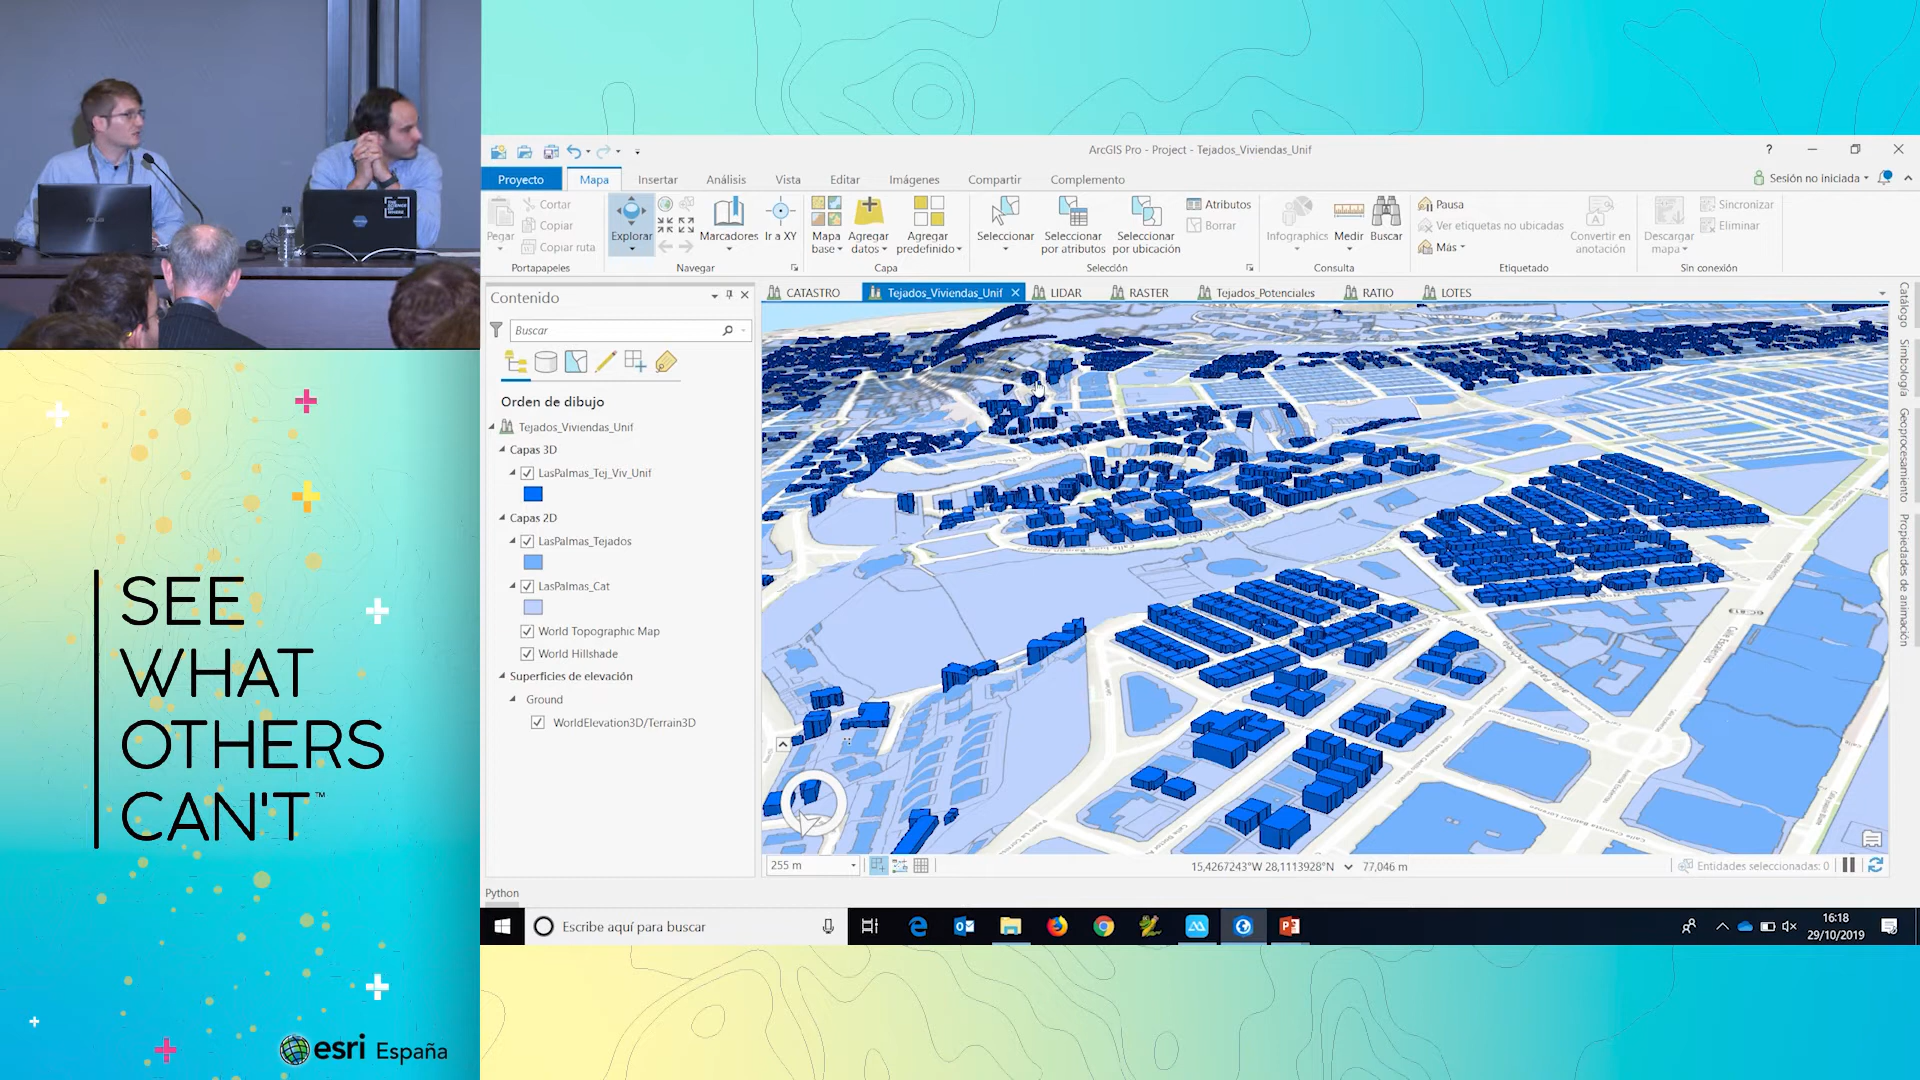 SEE
WHAT
OTHERS
CAN'T™
esri España
ArcGIS Pro - Project - Tejados_Viviendas_Unif
?
Proyecto Mapa Insertar Análisis Vista Editar Imágenes Compartir Complemento
Sesión no iniciada
Pegar
Cortar
Copiar
Copiar ruta
Portapapeles
Explorar
Marcadores
Ir a XY
Navegar
Mapa base
Agregar datos
Agregar predefinido
Capa
Seleccionar
Seleccionar por atributos
Seleccionar por ubicación
Atributos
Borrar
Selección
Infographics
Medir
Buscar
Consulta
Pausa
Ver etiquetas no ubicadas
Más
Convertir en anotación
Etiquetado
Descargar mapa
Sincronizar
Eliminar
Sin conexión
Contenido
Buscar
Orden de dibujo
Tejados_Viviendas_Unif
Capas 3D
LasPalmas_Tej_Viv_Unif
Capas 2D
LasPalmas_Tejados
LasPalmas_Cat
World Topographic Map
World Hillshade
Superficies de elevación
Ground
WorldElevation3D/Terrain3D
CATASTRO Tejados_Viviendas_Unif LIDAR RASTER Tejados_Potenciales RATIO LOTES
Catálogo
Simbología
Geoprocesamiento
Propiedades de animación
255 m
15,4267243°W 28,1113928°N
77,046 m
Entidades seleccionadas: 0
Python
Escribe aquí para buscar
16:18
29/10/2019